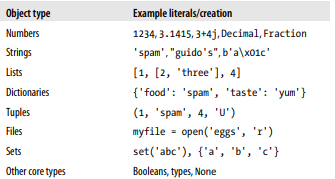 Object type Example literals/creation
Numbers 1234, 3.1415, 3+4j, Decimal, Fraction
Strings 'spam', "guido's", b'a\x01c'
Lists [1, [2, 'three'], 4]
Dictionaries {'food': 'spam', 'taste': 'yum'}
Tuples (1, 'spam', 4, 'U')
Files myfile = open('eggs', 'r')
Sets set('abc'), {'a', 'b', 'c'}
Other core types Booleans, types, None